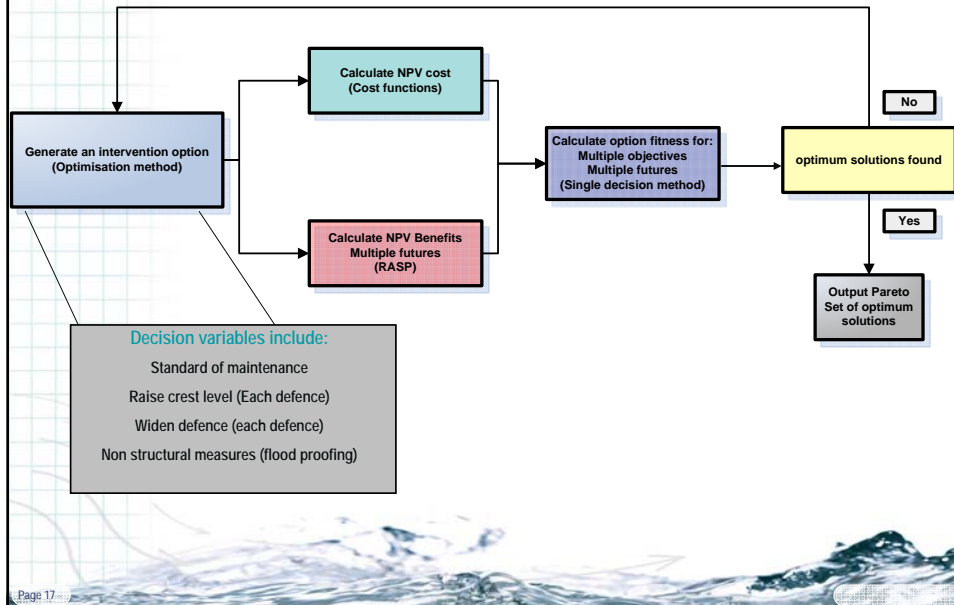 Generate an intervention option
(Optimisation method)
Calculate NPV cost
(Cost functions)
Calculate NPV Benefits
Multiple futures
(RASP)
Calculate option fitness for:
Multiple objectives
Multiple futures
(Single decision method)
optimum solutions found
No
Yes
Output Pareto
Set of optimum
solutions
Decision variables include:
Standard of maintenance
Raise crest level (Each defence)
Widen defence (each defence)
Non structural measures (flood proofing)
Page 17